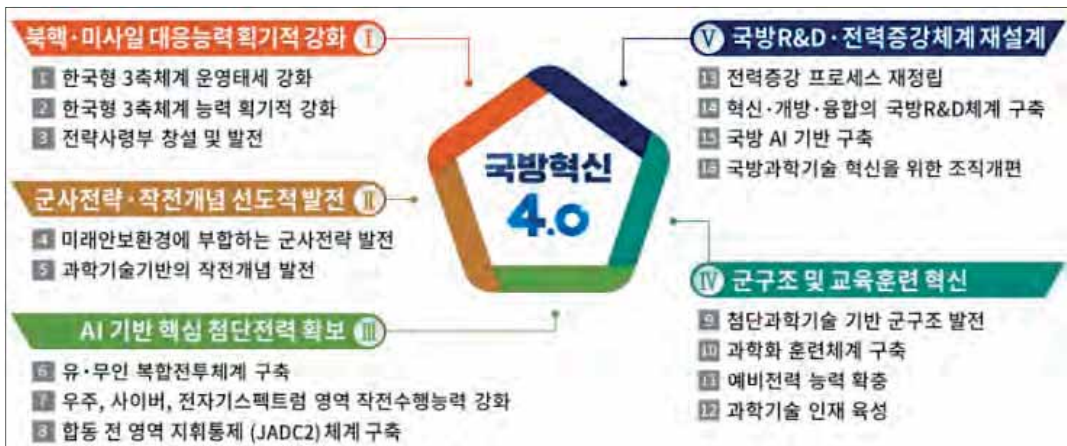 북핵·미사일 대응능력 획기적 강화 Ⅰ
1 한국형 3축체계 운영태세 강화
2 한국형 3축체계 능력 획기적 강화
3 전략사령부 창설 및 발전
군사전략·작전개념 선도적 발전 Ⅱ
4 미래안보환경에 부합하는 군사전략 발전
5 과학기술기반의 작전개념 발전
AI 기반 핵심 첨단전력 확보 Ⅲ
6 유·무인 복합전투체계 구축
7 우주, 사이버, 전자기스펙트럼 영역 작전수행능력 강화
8 합동 전 영역 지휘통제 (JADC2) 체계 구축
국방혁신
4.0
Ⅴ 국방R&D·전력증강체계 재설계
13 전력증강 프로세스 재정립
14 혁신·개방·융합의 국방R&D체계 구축
15 국방 AI 기반 구축
16 국방과학기술 혁신을 위한 조직개편
Ⅳ 군구조 및 교육훈련 혁신
9 첨단과학기술 기반 군구조 발전
10 과학화 훈련체계 구축
11 예비전력 능력 확충
12 과학기술 인재 육성